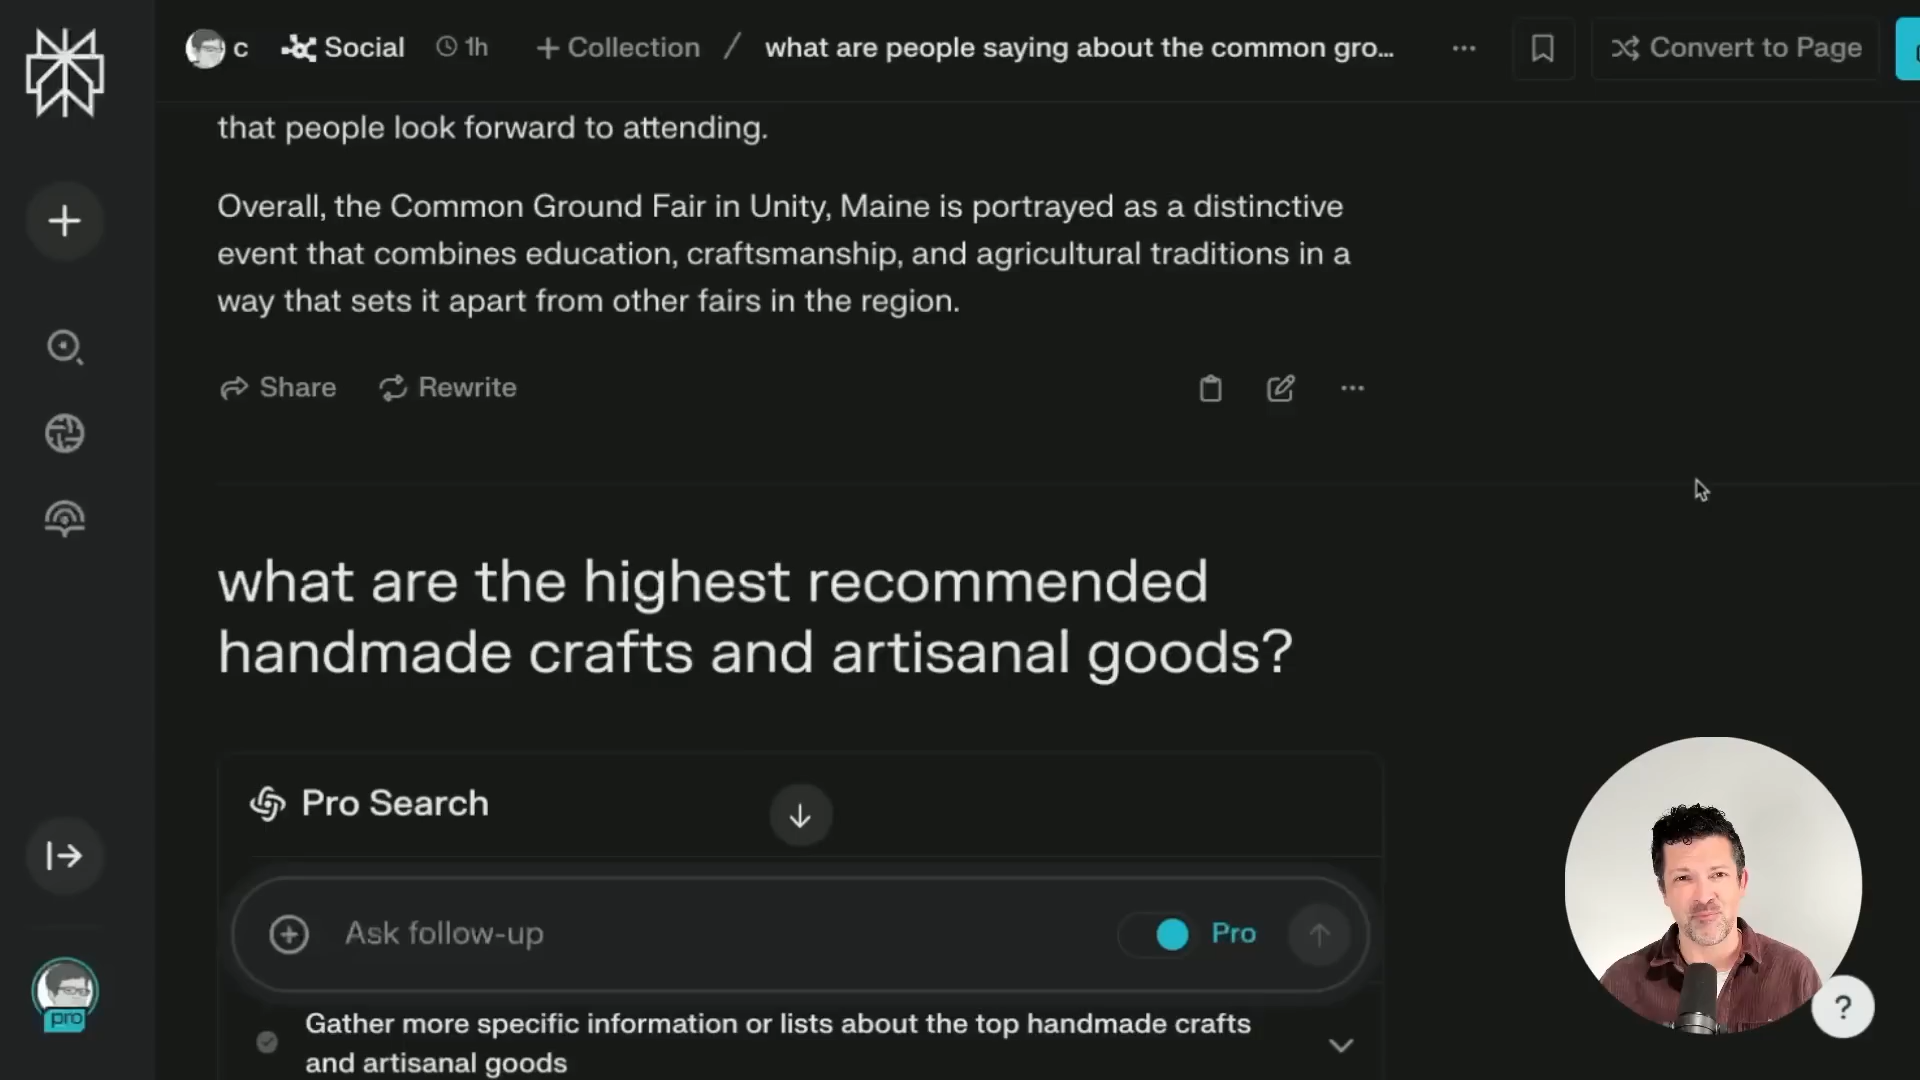 c Social 1h + Collection / what are people saying about the common gro... Convert to Page
that people look forward to attending.
Overall, the Common Ground Fair in Unity, Maine is portrayed as a distinctive
event that combines education, craftsmanship, and agricultural traditions in a
way that sets it apart from other fairs in the region.
Share Rewrite
what are the highest recommended
handmade crafts and artisanal goods?
Pro Search
Ask follow-up Pro
Gather more specific information or lists about the top handmade crafts
and artisanal goods
pro
?